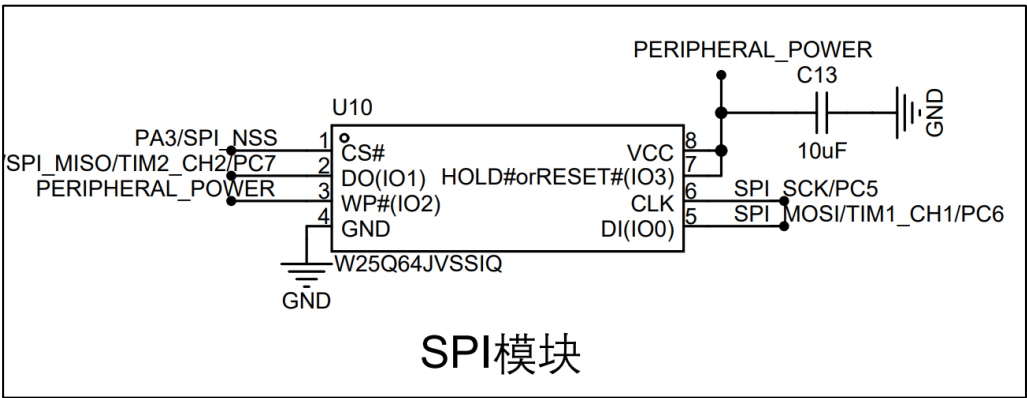 PERIPHERAL_POWER
C13
10uF
GND
U10
PA3/SPI_NSS
/SPI_MISO/TIM2_CH2/PC7
PERIPHERAL_POWER
1
2
3
4
CS#
DO(IO1)
WP#(IO2)
GND
VCC
HOLD#orRESET#(IO3)
CLK
DI(IO0)
8
7
6
5
SPI_SCK/PC5
SPI_MOSI/TIM1_CH1/PC6
W25Q64JVSSIQ
GND
SPI模块